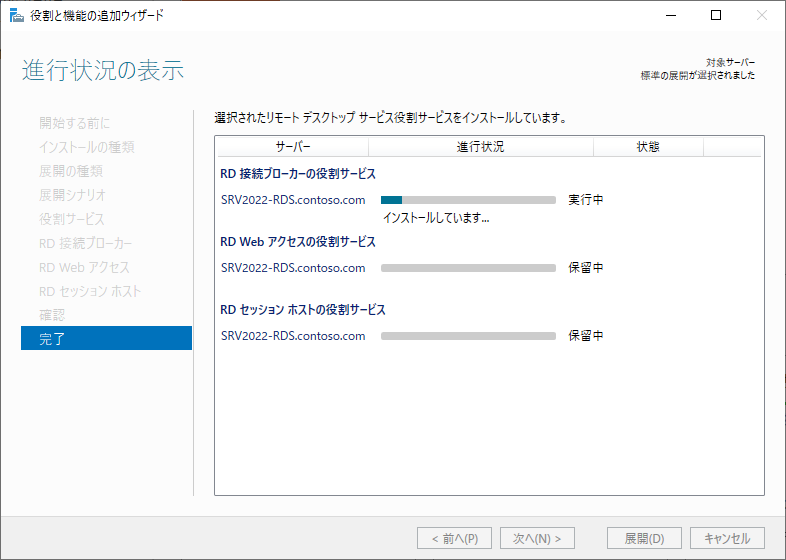 役割と機能の追加ウィザード
進行状況の表示
対象サーバー
標準の展開が選択されました
開始する前に
インストールの種類
展開の種類
展開シナリオ
役割サービス
RD 接続ブローカー
RD Web アクセス
RD セッション ホスト
確認
完了
選択されたリモート デスクトップ サービス役割サービスをインストールしています。
サーバー 進行状況 状態
RD 接続ブローカーの役割サービス
SRV2022-RDS.contoso.com 実行中
インストールしています...
RD Web アクセスの役割サービス
SRV2022-RDS.contoso.com 保留中
RD セッション ホストの役割サービス
SRV2022-RDS.contoso.com 保留中
< 前へ(P) 次へ(N) > 展開(D) キャンセル